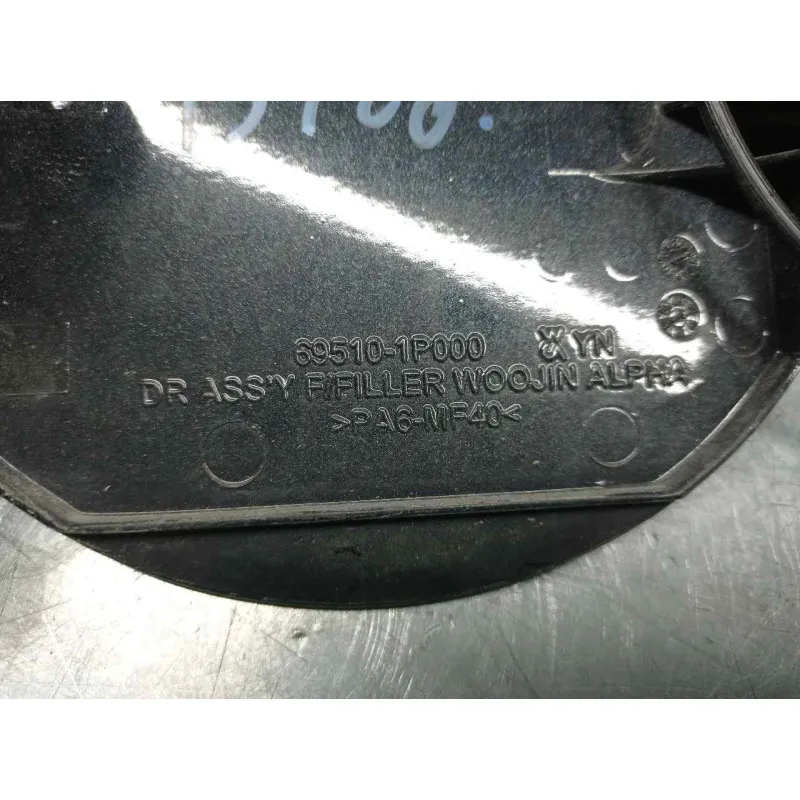 69510-1P000 YN
DR ASS'Y F/FILLER WOOJIN ALPHA
>PA6-MF40<